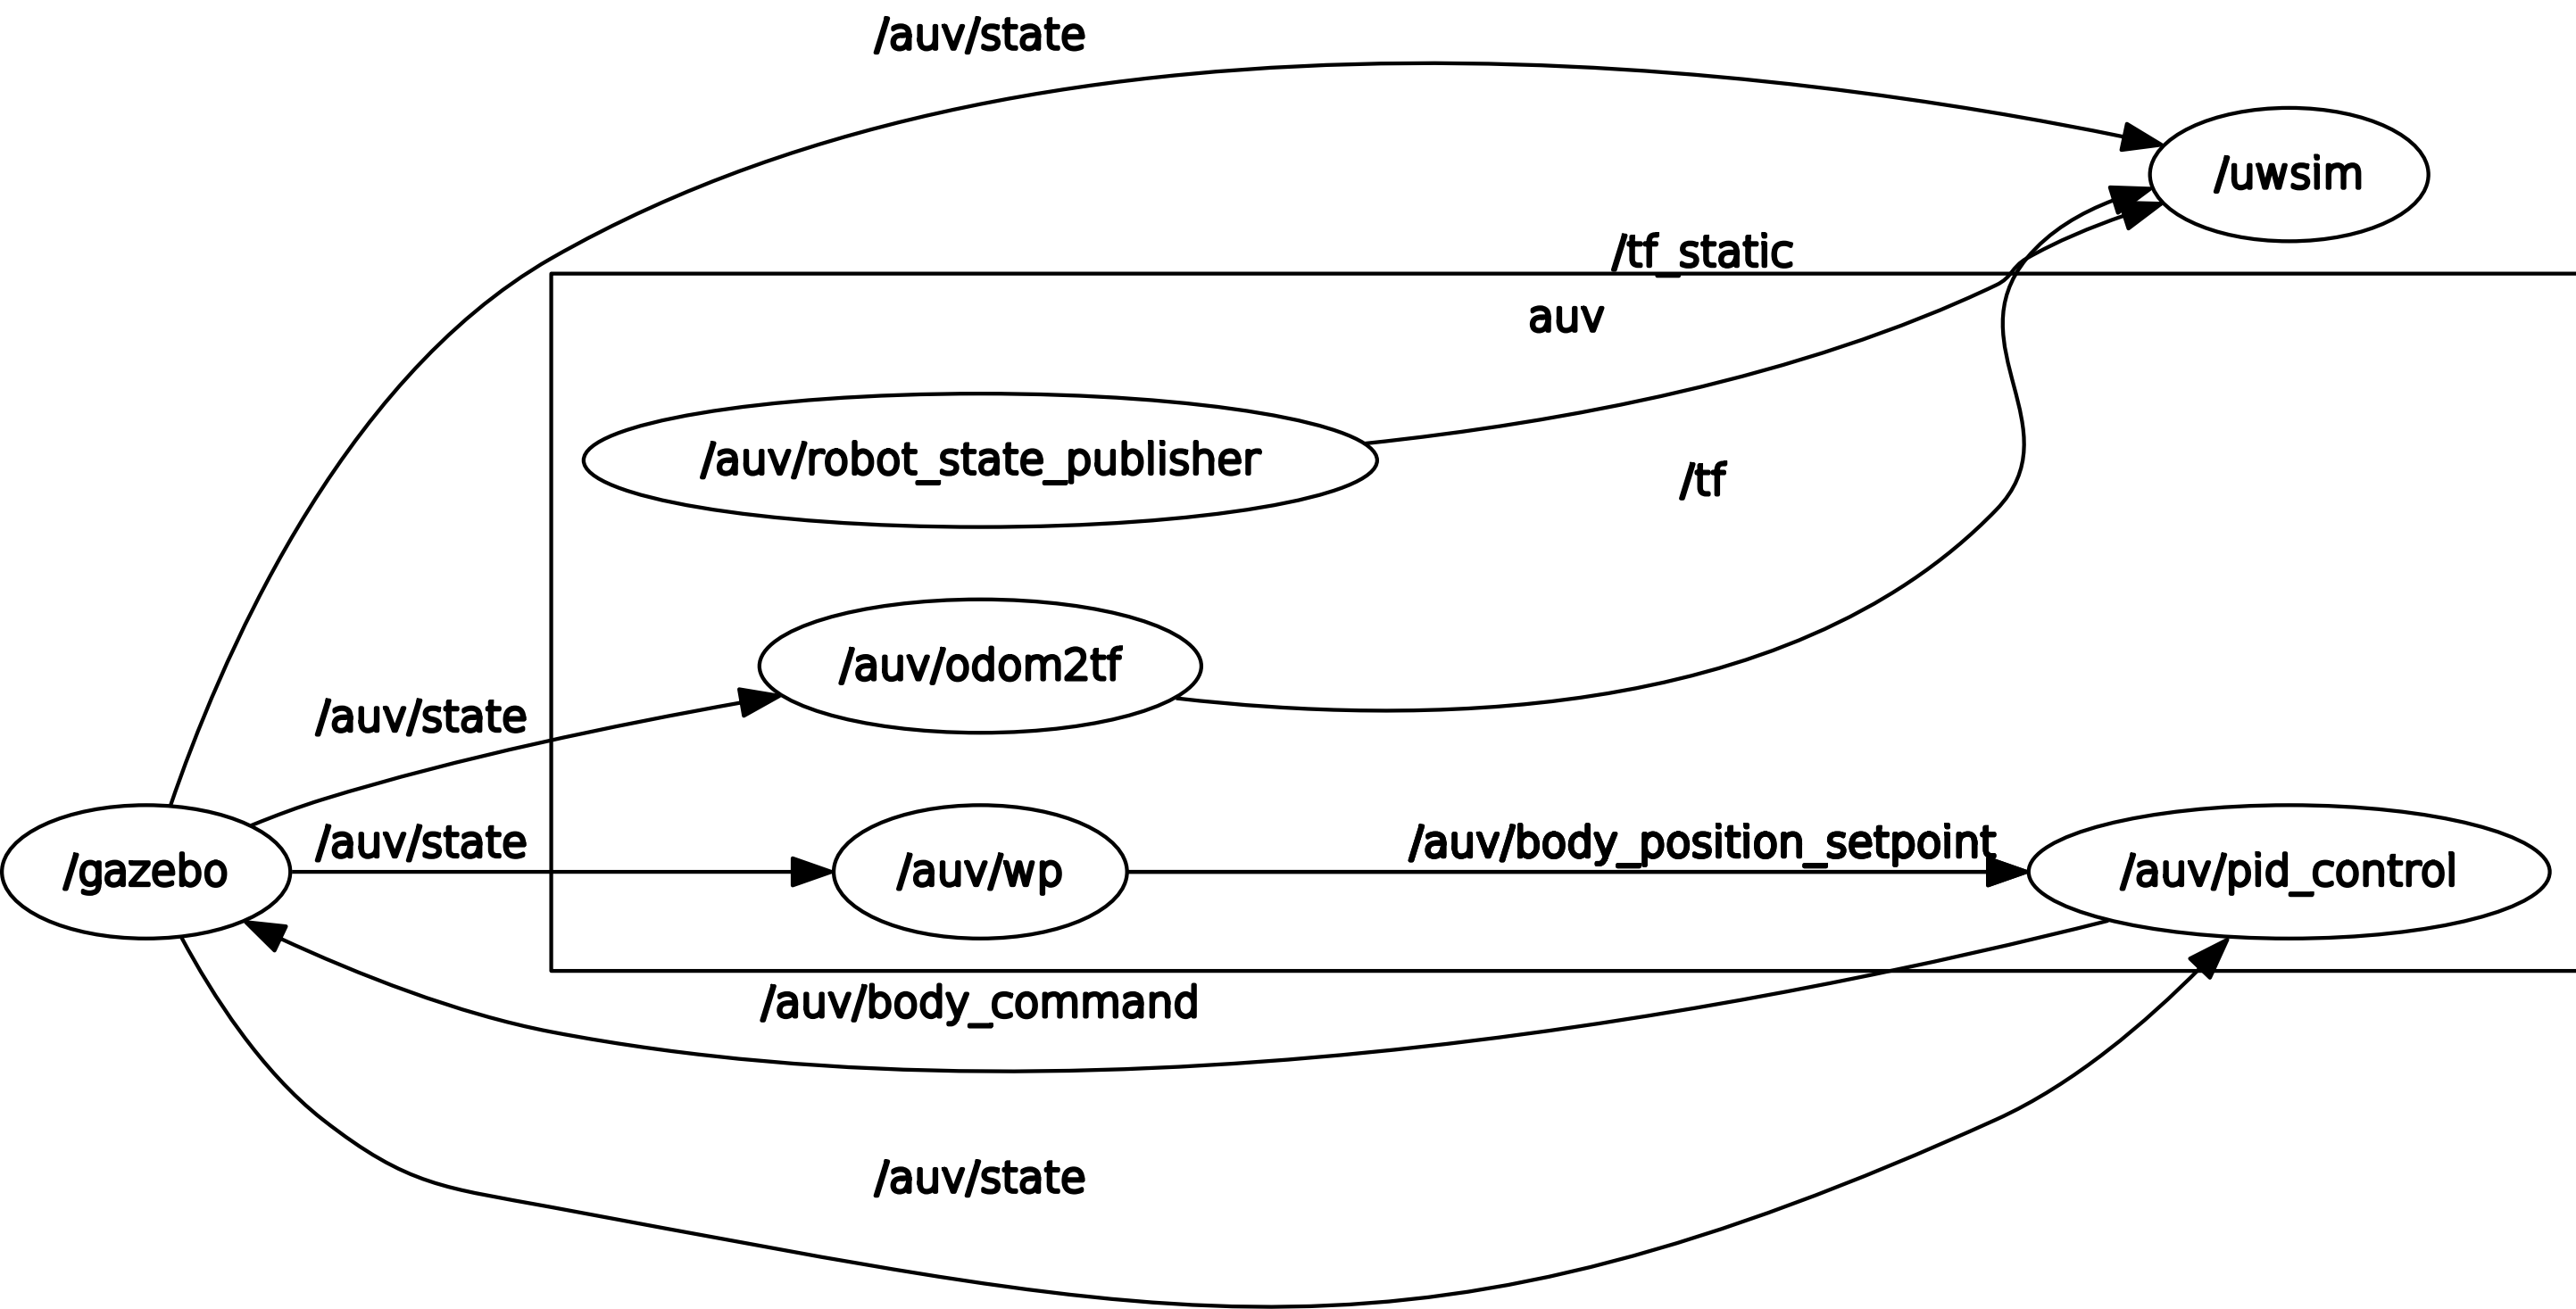 /auv/state
/uwsim
/tf_static
auv
/auv/robot_state_publisher
/tf
/auv/odom2tf
/auv/state
/auv/state
/gazebo
/auv/wp
/auv/body_position_setpoint
/auv/pid_control
/auv/body_command
/auv/state